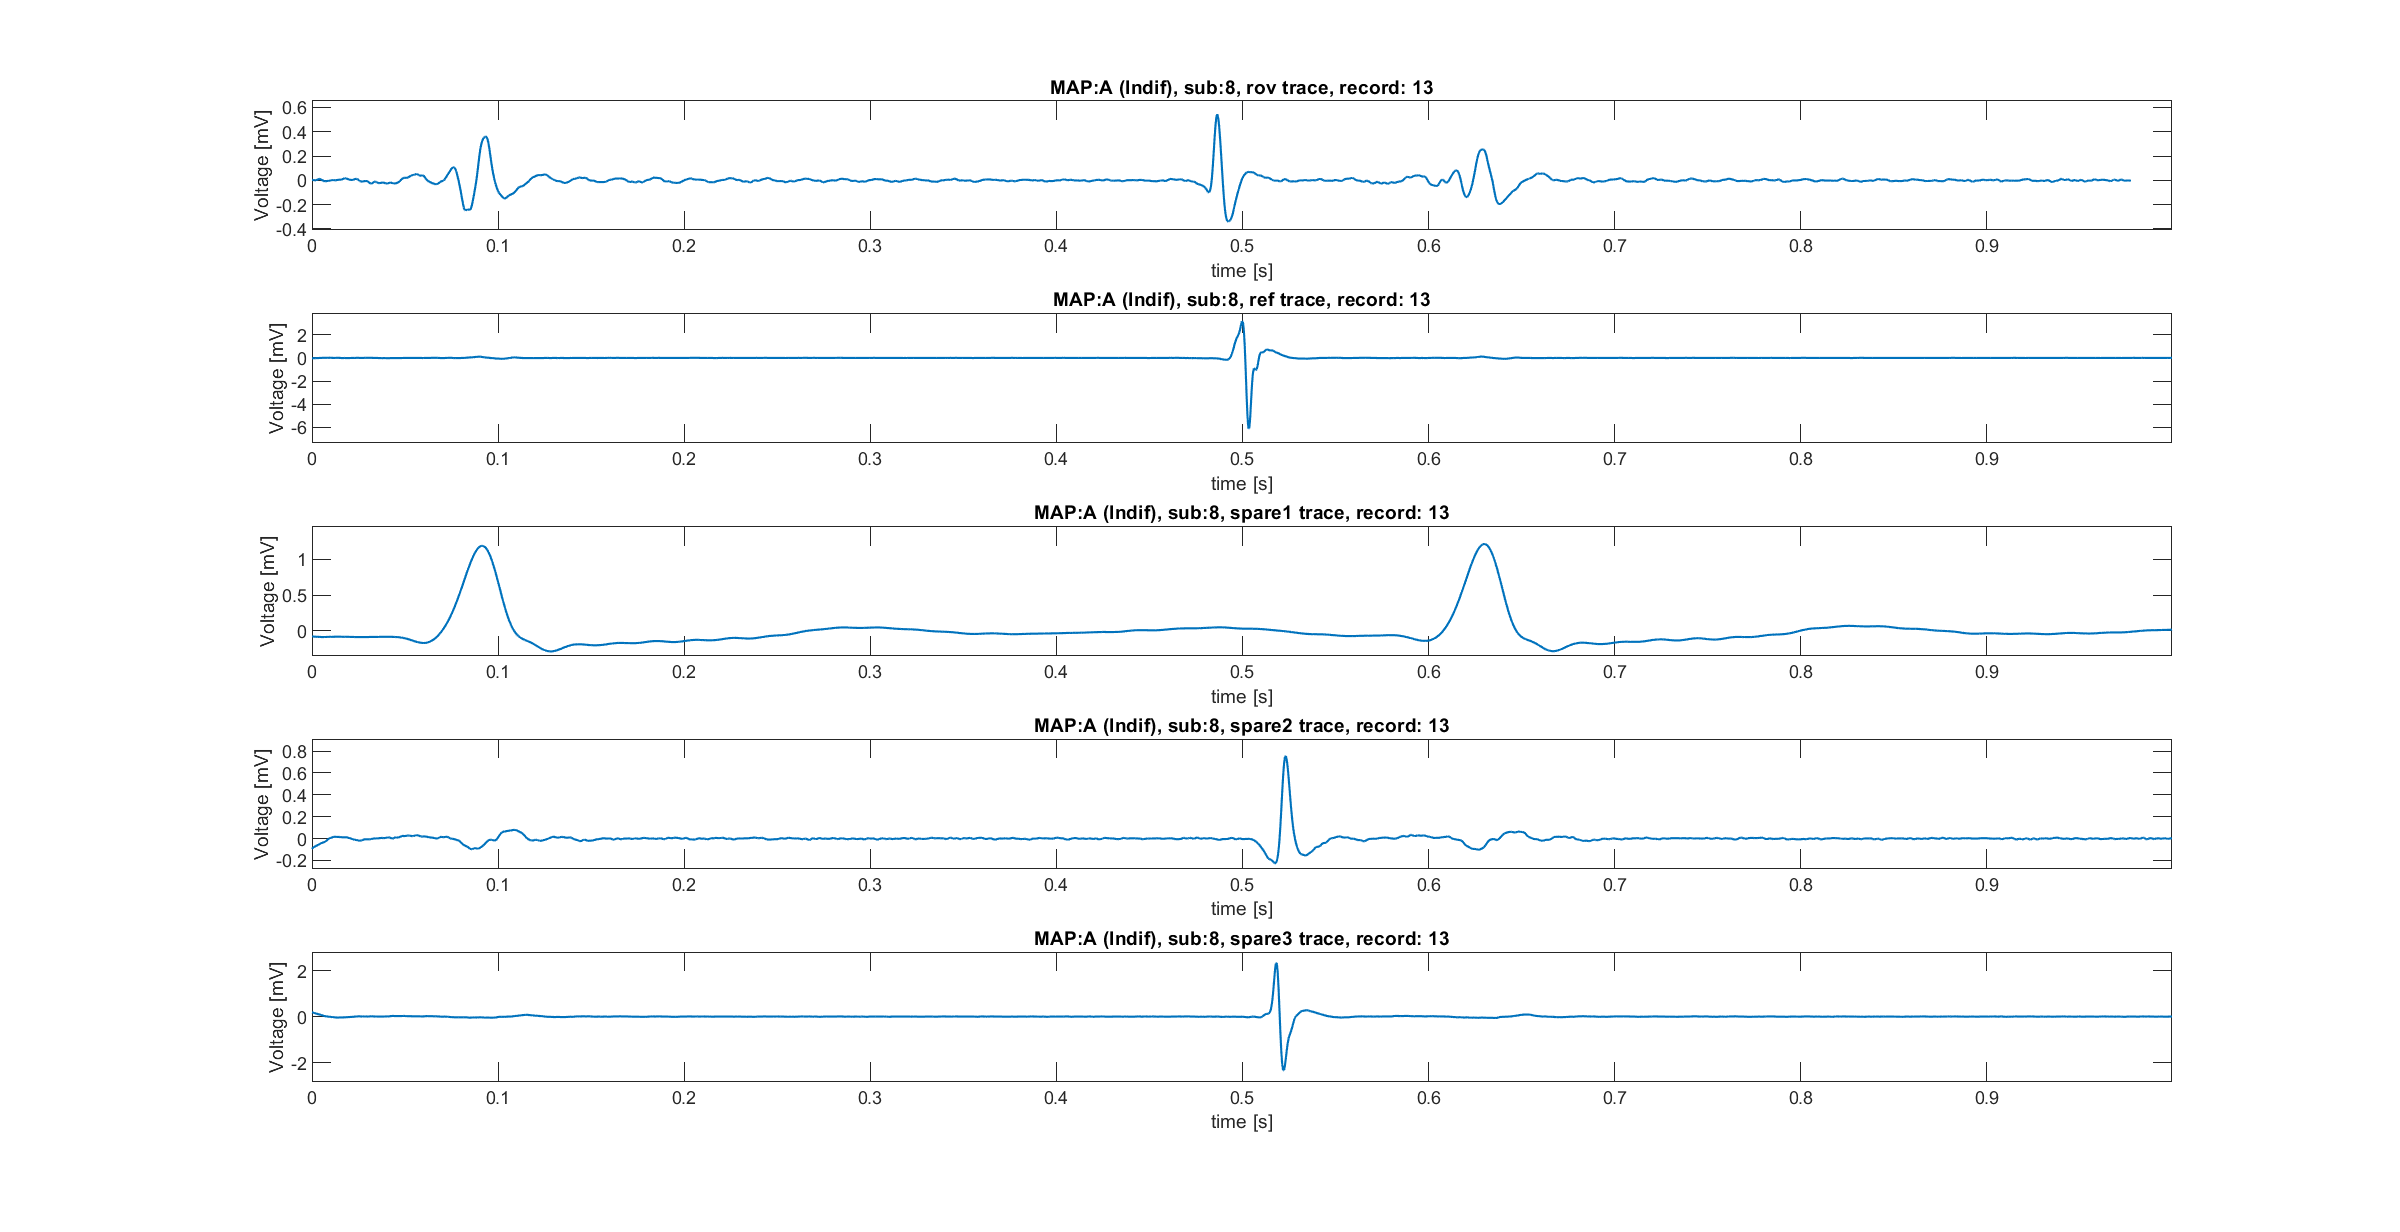 MAP:A (Indif), sub:8, rov trace, record: 13
Voltage [mV]
0.6
0.4
0.2
0
-0.2
-0.4
0 0.1 0.2 0.3 0.4 0.5 0.6 0.7 0.8 0.9
time [s]
MAP:A (Indif), sub:8, ref trace, record: 13
Voltage [mV]
2
0
-2
-4
-6
0 0.1 0.2 0.3 0.4 0.5 0.6 0.7 0.8 0.9
time [s]
MAP:A (Indif), sub:8, spare1 trace, record: 13
Voltage [mV]
1
0.5
0
0 0.1 0.2 0.3 0.4 0.5 0.6 0.7 0.8 0.9
time [s]
MAP:A (Indif), sub:8, spare2 trace, record: 13
Voltage [mV]
0.8
0.6
0.4
0.2
0
-0.2
0 0.1 0.2 0.3 0.4 0.5 0.6 0.7 0.8 0.9
time [s]
MAP:A (Indif), sub:8, spare3 trace, record: 13
Voltage [mV]
2
0
-2
0 0.1 0.2 0.3 0.4 0.5 0.6 0.7 0.8 0.9
time [s]